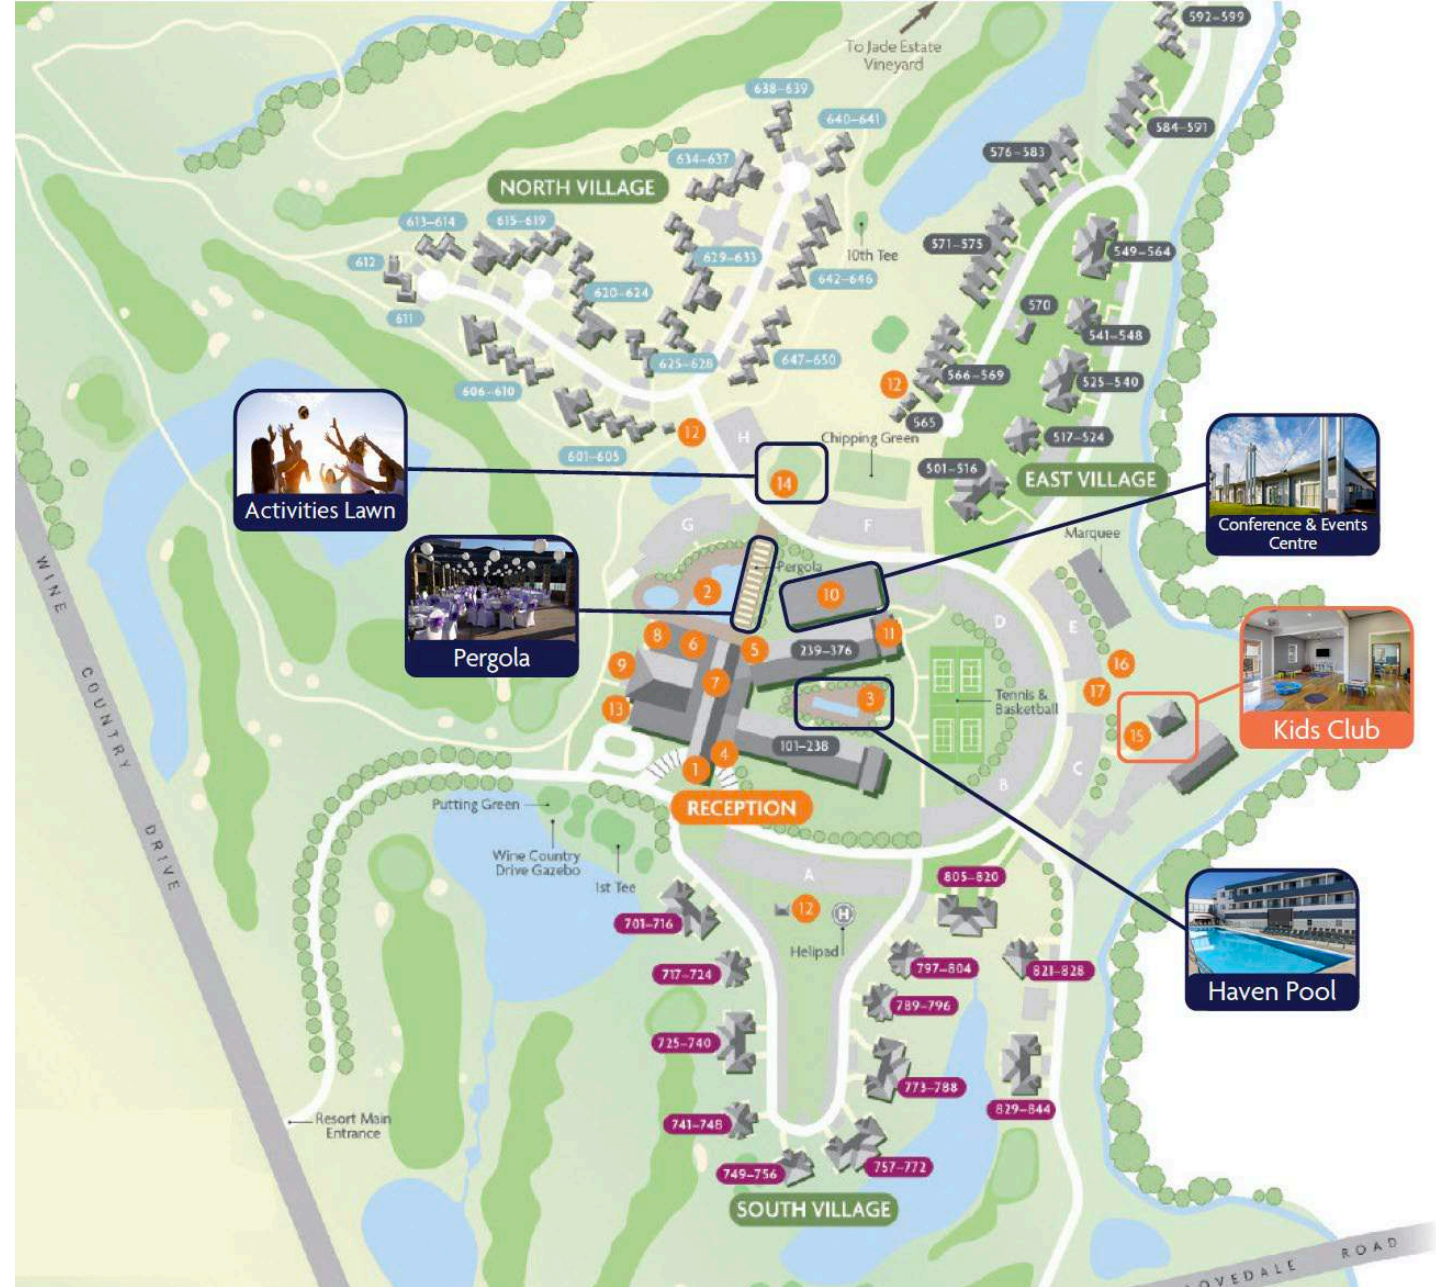 592–599
To Jade Estate
Vineyard
638–639
640–641
584–591
576–583
634–637
NORTH VILLAGE
613–614
615–619
10th Tee
571–575
549–564
612
629–633
642–646
620–624
570
611
541–548
625–628
647–650
566–569
525–540
12
606–610
565
12
H
Chipping Green
517–524
601–605
501–516
EAST VILLAGE
14
Activities Lawn
G
F
Conference & Events
Centre
Marquee
WINE COUNTRY DRIVE
Pergola
2
10
D
E
8
6
5
239–376
11
Pergola
9
7
16
3
17
Tennis &
Basketball
13
15
Kids Club
4
101–238
1
C
B
RECEPTION
Putting Green
Wine Country
Drive Gazebo
1st Tee
A
805–820
12
H
701–716
Helipad
717–724
797–804
821–828
Haven Pool
789–796
725–740
773–788
829–844
Resort Main
Entrance
741–748
749–756
757–772
SOUTH VILLAGE
OVEDALE ROAD